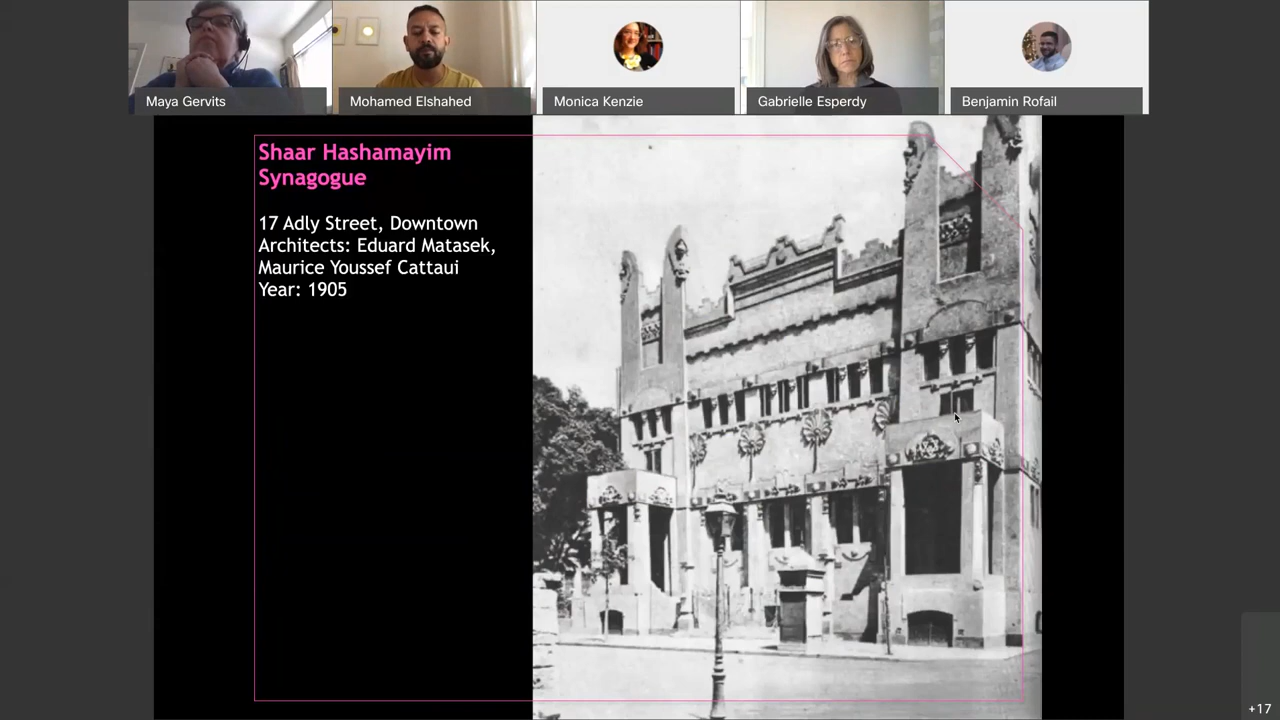 Maya Gervits
Mohamed Elshahed
Monica Kenzie
Gabrielle Esperdy
Benjamin Rofail
Shaar Hashamayim
Synagogue
17 Adly Street, Downtown
Architects: Eduard Matasek,
Maurice Youssef Cattaui
Year: 1905
+17